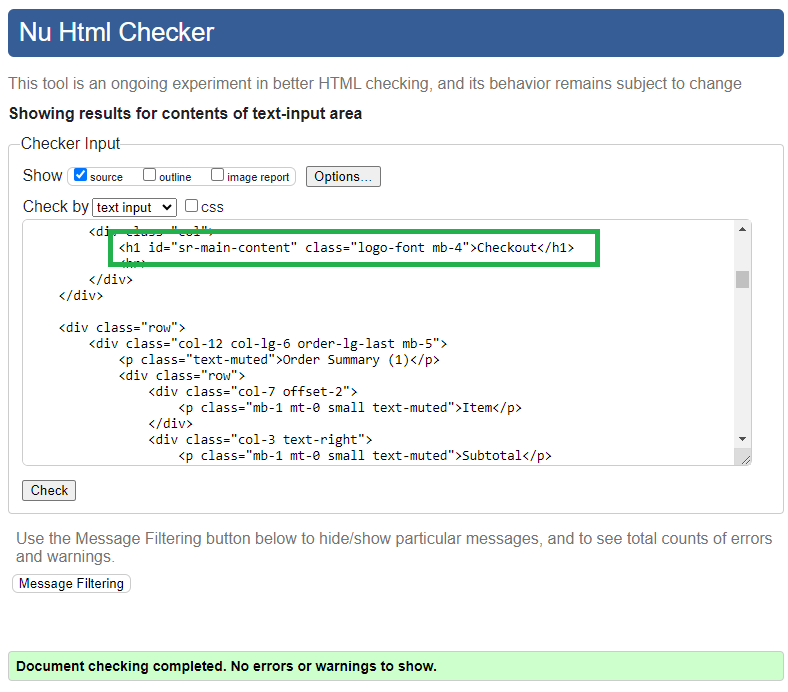 Nu Html Checker
This tool is an ongoing experiment in better HTML checking, and its behavior remains subject to change
Showing results for contents of text-input area
Checker Input
Show source outline image report Options...
Check by text input css
<div class="col">
<h1 id="sr-main-content" class="logo-font mb-4">Checkout</h1>
<hr>
</div>
</div>
<div class="row">
<div class="col-12 col-lg-6 order-lg-last mb-5">
<p class="text-muted">Order Summary (1)</p>
<div class="row">
<div class="col-7 offset-2">
<p class="mb-1 mt-0 small text-muted">Item</p>
</div>
<div class="col-3 text-right">
<p class="mb-1 mt-0 small text-muted">Subtotal</p>
Check
Use the Message Filtering button below to hide/show particular messages, and to see total counts of errors
and warnings.
Message Filtering
Document checking completed. No errors or warnings to show.